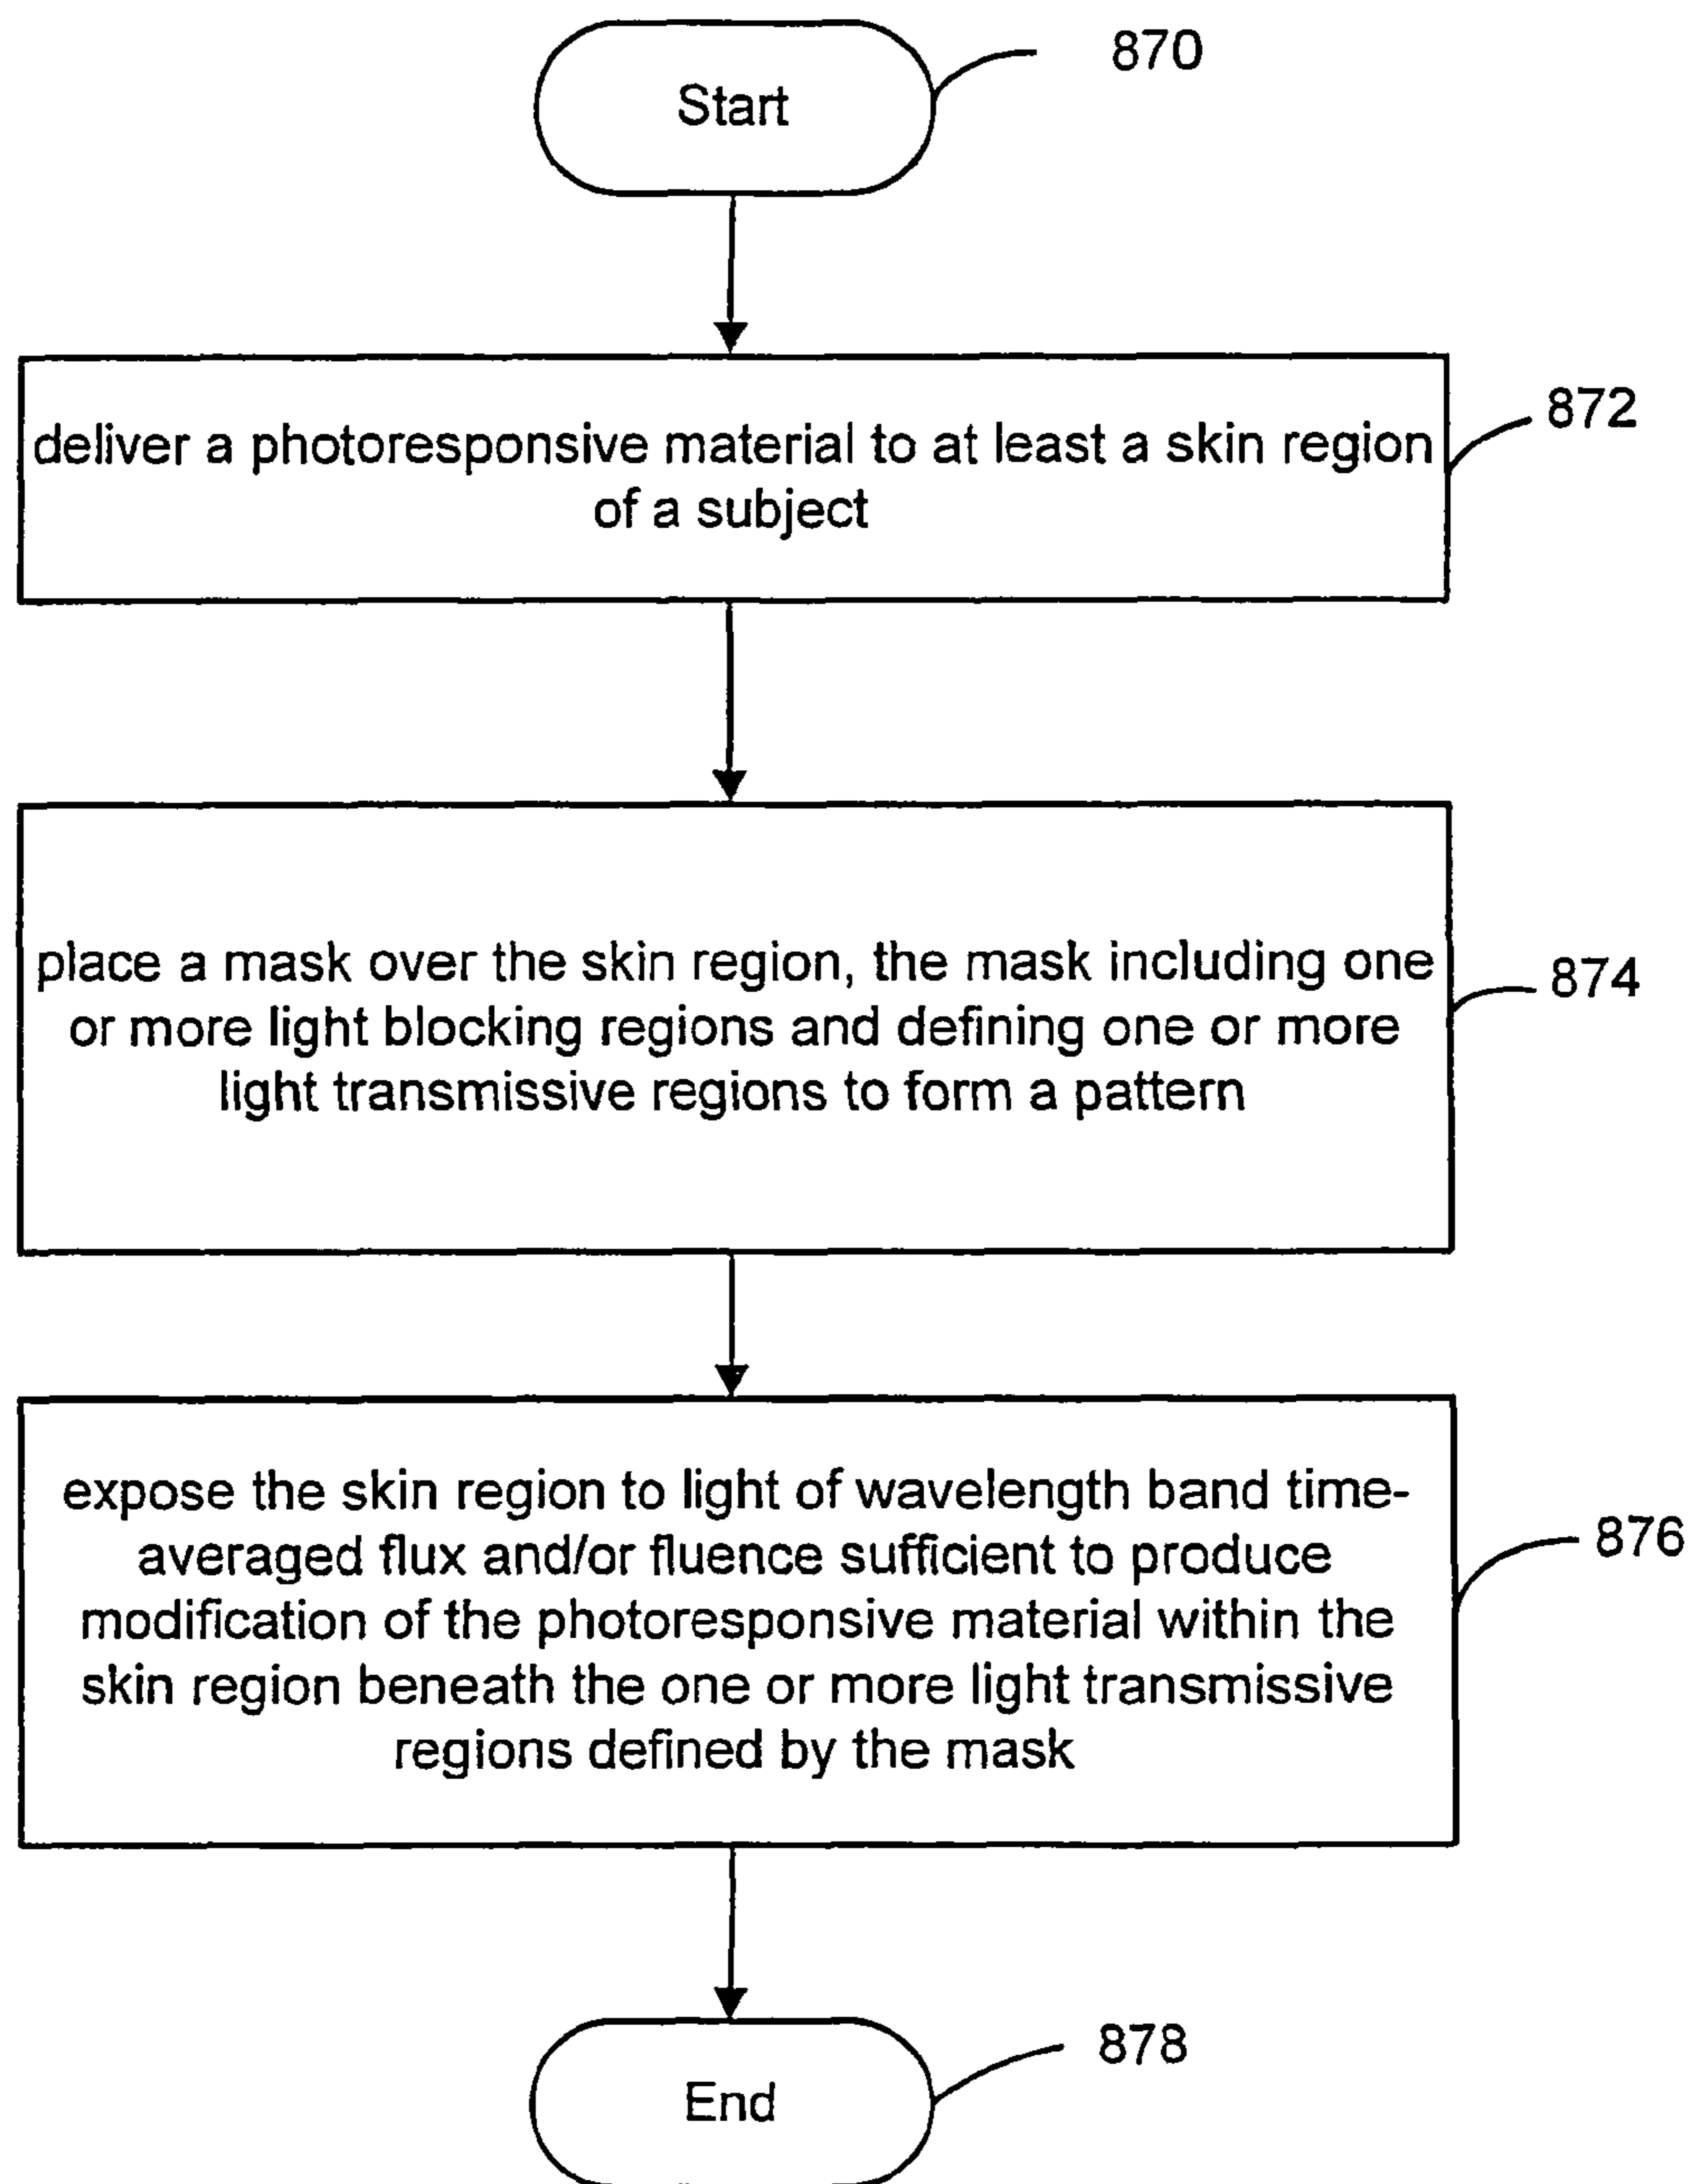 Start
870
deliver a photoresponsive material to at least a skin region
of a subject
872
place a mask over the skin region, the mask including one
or more light blocking regions and defining one or more
light transmissive regions to form a pattern
874
expose the skin region to light of wavelength band time-
averaged flux and/or fluence sufficient to produce
modification of the photoresponsive material within the
skin region beneath the one or more light transmissive
regions defined by the mask
876
End
878